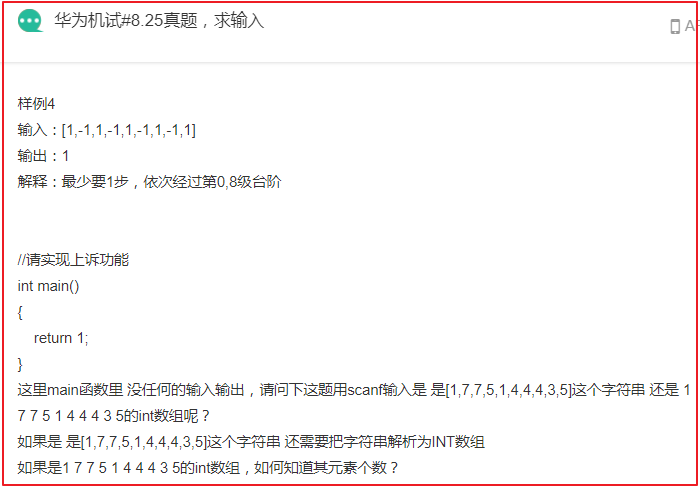 华为机试#8.25真题，求输入
A
样例4
输入：[1,-1,1,-1,1,-1,1,-1,1]
输出：1
解释：最少要1步，依次经过第0,8级台阶
//请实现上诉功能
int main()
{
return 1;
}
这里main函数里 没任何的输入输出，请问下这题用scanf输入是 是[1,7,7,5,1,4,4,4,3,5]这个字符串 还是 1
7 7 5 1 4 4 4 3 5的int数组呢？
如果是 是[1,7,7,5,1,4,4,4,3,5]这个字符串 还需要把字符串解析为INT数组
如果是1 7 7 5 1 4 4 4 3 5的int数组，如何知道其元素个数？